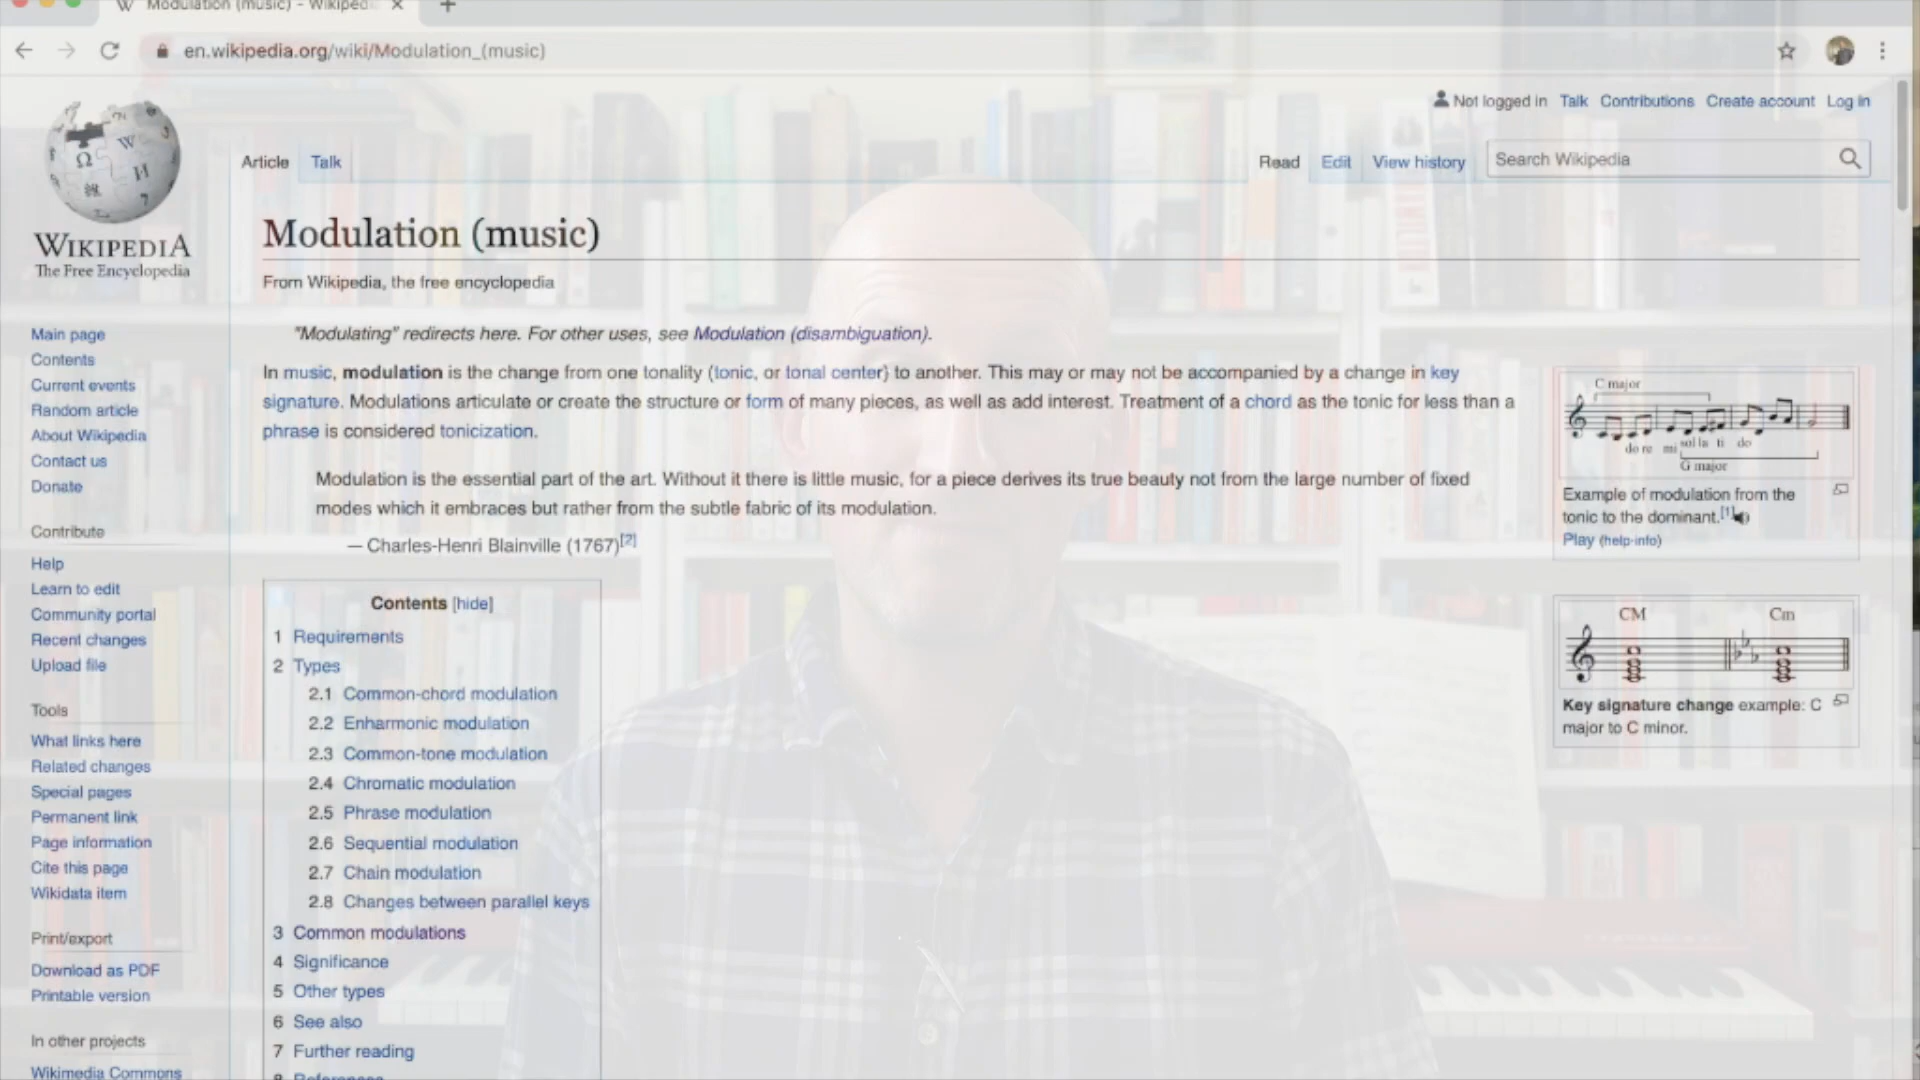 Modulation (music) – Wikipedia
en.wikipedia.org/wiki/Modulation_(music)
Not logged in Talk Contributions Create account Log in
Article Talk Read Edit View history Search Wikipedia
WIKIPEDIA
The Free Encyclopedia
Modulation (music)
From Wikipedia, the free encyclopedia
"Modulating" redirects here. For other uses, see Modulation (disambiguation).
In music, modulation is the change from one tonality (tonic, or tonal center) to another. This may or may not be accompanied by a change in key
signature. Modulations articulate or create the structure or form of many pieces, as well as add interest. Treatment of a chord as the tonic for less than a
phrase is considered tonicization.
Modulation is the essential part of the art. Without it there is little music, for a piece derives its true beauty not from the large number of fixed
modes which it embraces but rather from the subtle fabric of its modulation.
— Charles-Henri Blainville (1767)[2]
Contents [hide]
1 Requirements
2 Types
2.1 Common-chord modulation
2.2 Enharmonic modulation
2.3 Common-tone modulation
2.4 Chromatic modulation
2.5 Phrase modulation
2.6 Sequential modulation
2.7 Chain modulation
2.8 Changes between parallel keys
3 Common modulations
4 Significance
5 Other types
6 See also
7 Further reading
8 References
Main page
Contents
Current events
Random article
About Wikipedia
Contact us
Donate
Contribute
Help
Learn to edit
Community portal
Recent changes
Upload file
Tools
What links here
Related changes
Special pages
Permanent link
Page information
Cite this page
Wikidata item
Print/export
Download as PDF
Printable version
In other projects
Wikimedia Commons
C major
do re mi sol la ti do
G major
Example of modulation from the
tonic to the dominant.[1]
Play (help·info)
CM Cm
Key signature change example: C
major to C minor.